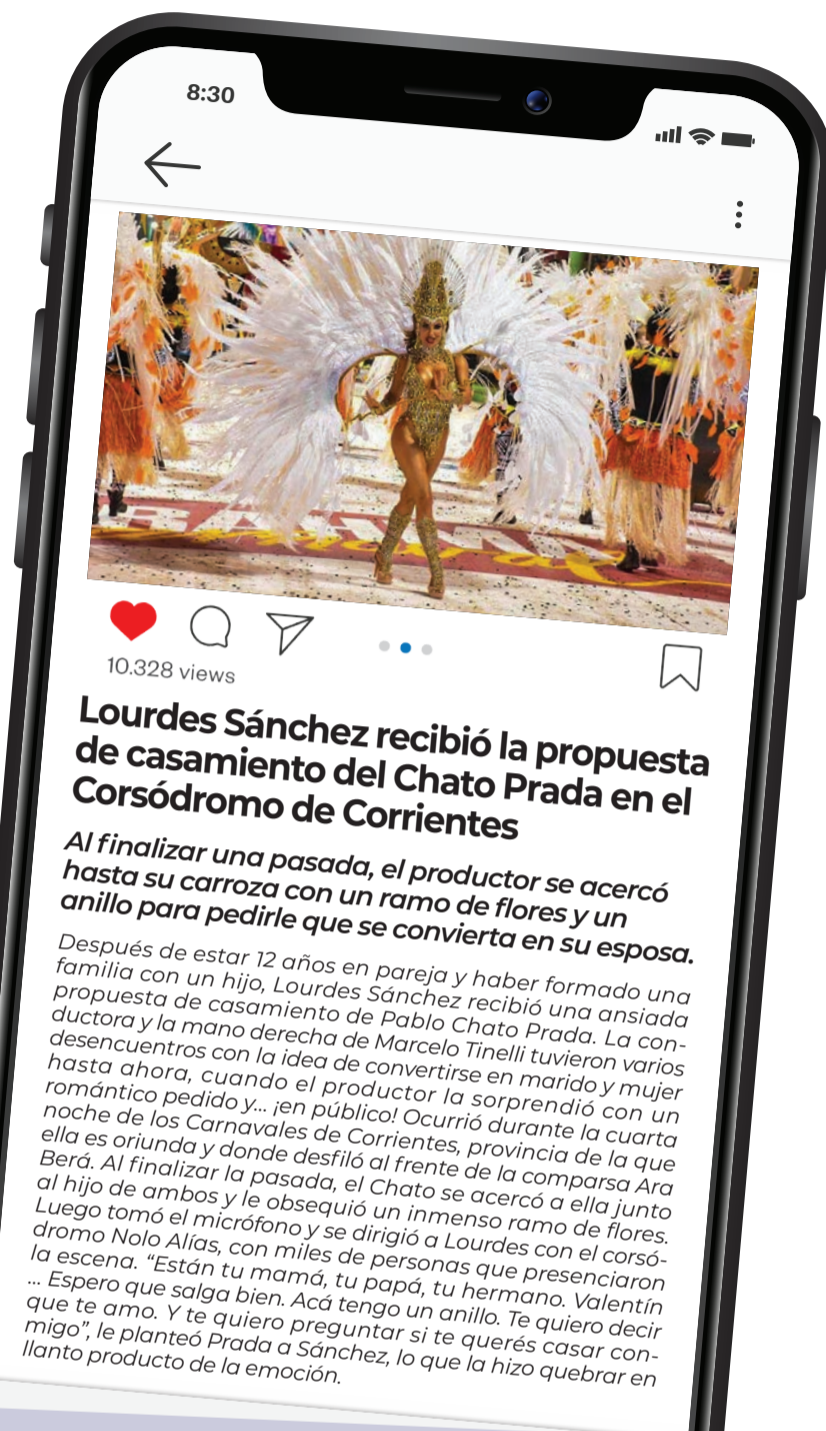 8:30
10.328 views
Lourdes Sánchez recibió la propuesta
de casamiento del Chato Prada en el
Corsódromo de Corrientes
Al finalizar una pasada, el productor se acercó
hasta su carroza con un ramo de flores y un
anillo para pedirle que se convierta en su esposa.
Después de estar 12 años en pareja y haber formado una
familia con un hijo, Lourdes Sánchez recibió una ansiada
propuesta de casamiento de Pablo Chato Prada. La con-
ductora y la mano derecha de Marcelo Tinelli tuvieron varios
desencuentros con la idea de convertirse en marido y mujer
hasta ahora, cuando el productor la sorprendió con un
romántico pedido y... ¡en público! Ocurrió durante la cuarta
noche de los Carnavales de Corrientes, provincia de la que
ella es oriunda y donde desfiló al frente de la comparsa Ara
Berá. Al finalizar la pasada, el Chato se acercó a ella junto
al hijo de ambos y le obsequió un inmenso ramo de flores.
Luego tomó el micrófono y se dirigió a Lourdes con el corsó-
dromo Nolo Alías, con miles de personas que presenciaron
la escena. “Están tu mamá, tu papá, tu hermano. Valentín
... Espero que salga bien. Acá tengo un anillo. Te quiero decir
que te amo. Y te quiero preguntar si te querés casar con-
migo”, le planteó Prada a Sánchez, lo que la hizo quebrar en
llanto producto de la emoción.